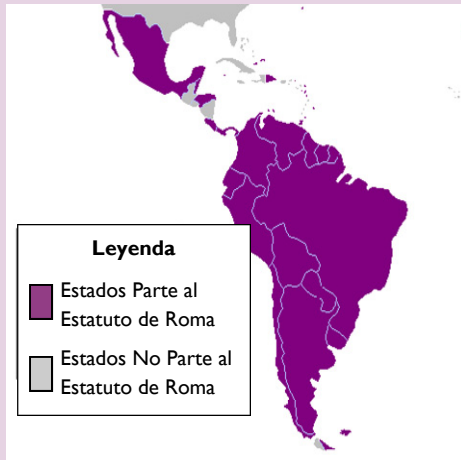 Leyenda
Estados Parte al
Estatuto de Roma
Estados No Parte al
Estatuto de Roma